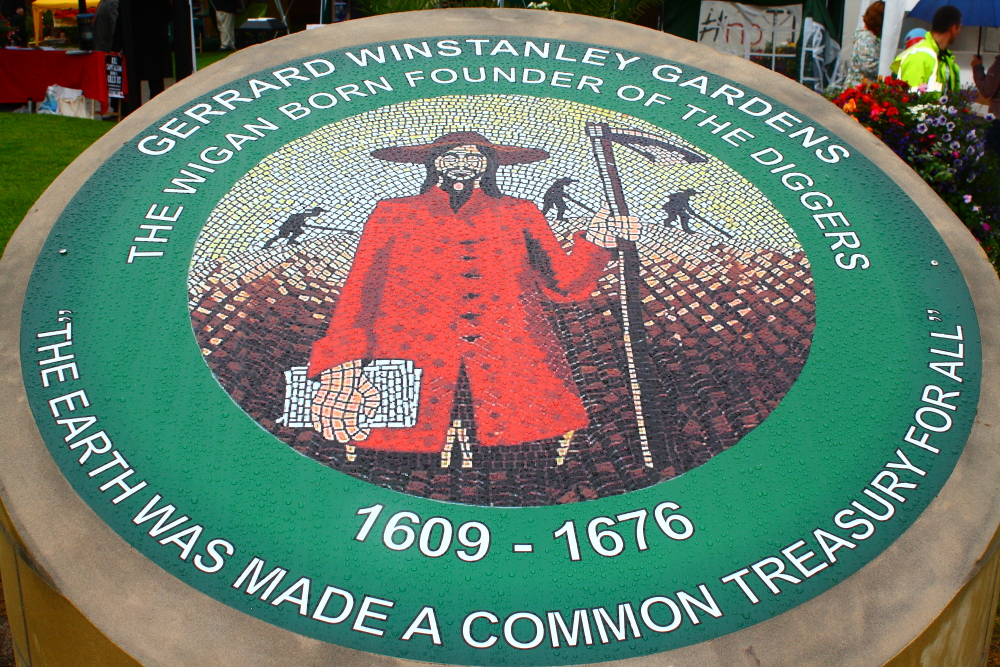 GERRARD WINSTANLEY GARDENS
THE WIGAN BORN FOUNDER OF THE DIGGERS
1609 - 1676
"THE EARTH WAS MADE A COMMON TREASURY FOR ALL"